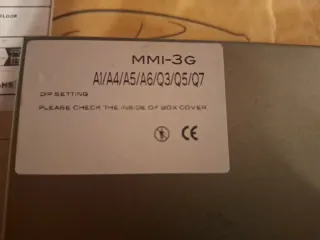 FLOOR
MMI-3G
A1/A4/A5/A6/Q3/Q5/Q7
DIP SETTING
PLEASE CHECK THE INSIDE OF BOX COVER
CE